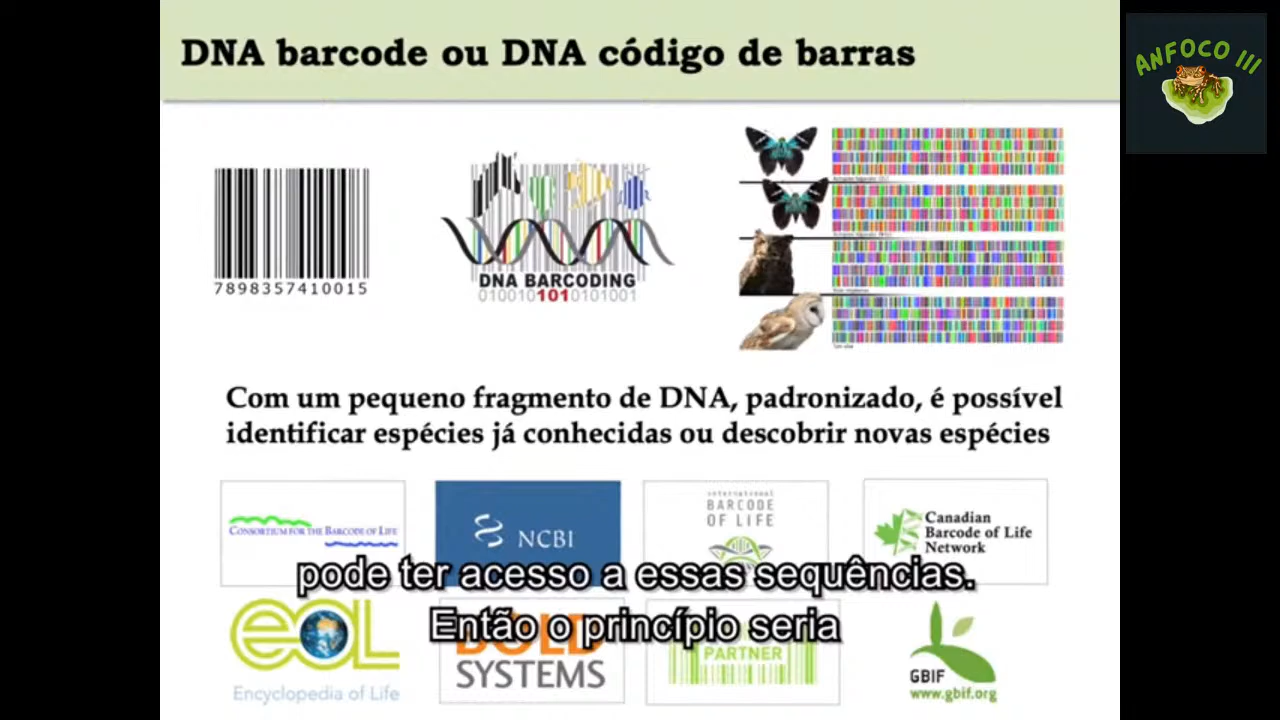 DNA barcode ou DNA código de barras
ANFOCO III
7898357410015
DNA BARCODING
0100101010101001
Com um pequeno fragmento de DNA, padronizado, é possível
identificar espécies já conhecidas ou descobrir novas espécies
CONSORTIUM FOR THE BARCODE OF LIFE
NCBI
international
BARCODE
OF LIFE
Canadian
Barcode of Life
Network
pode ter acesso a essas sequências.
Então o princípio seria
eOL
Encyclopedia of Life
BOLD
SYSTEMS
PARTNER
GBIF
www.gbif.org